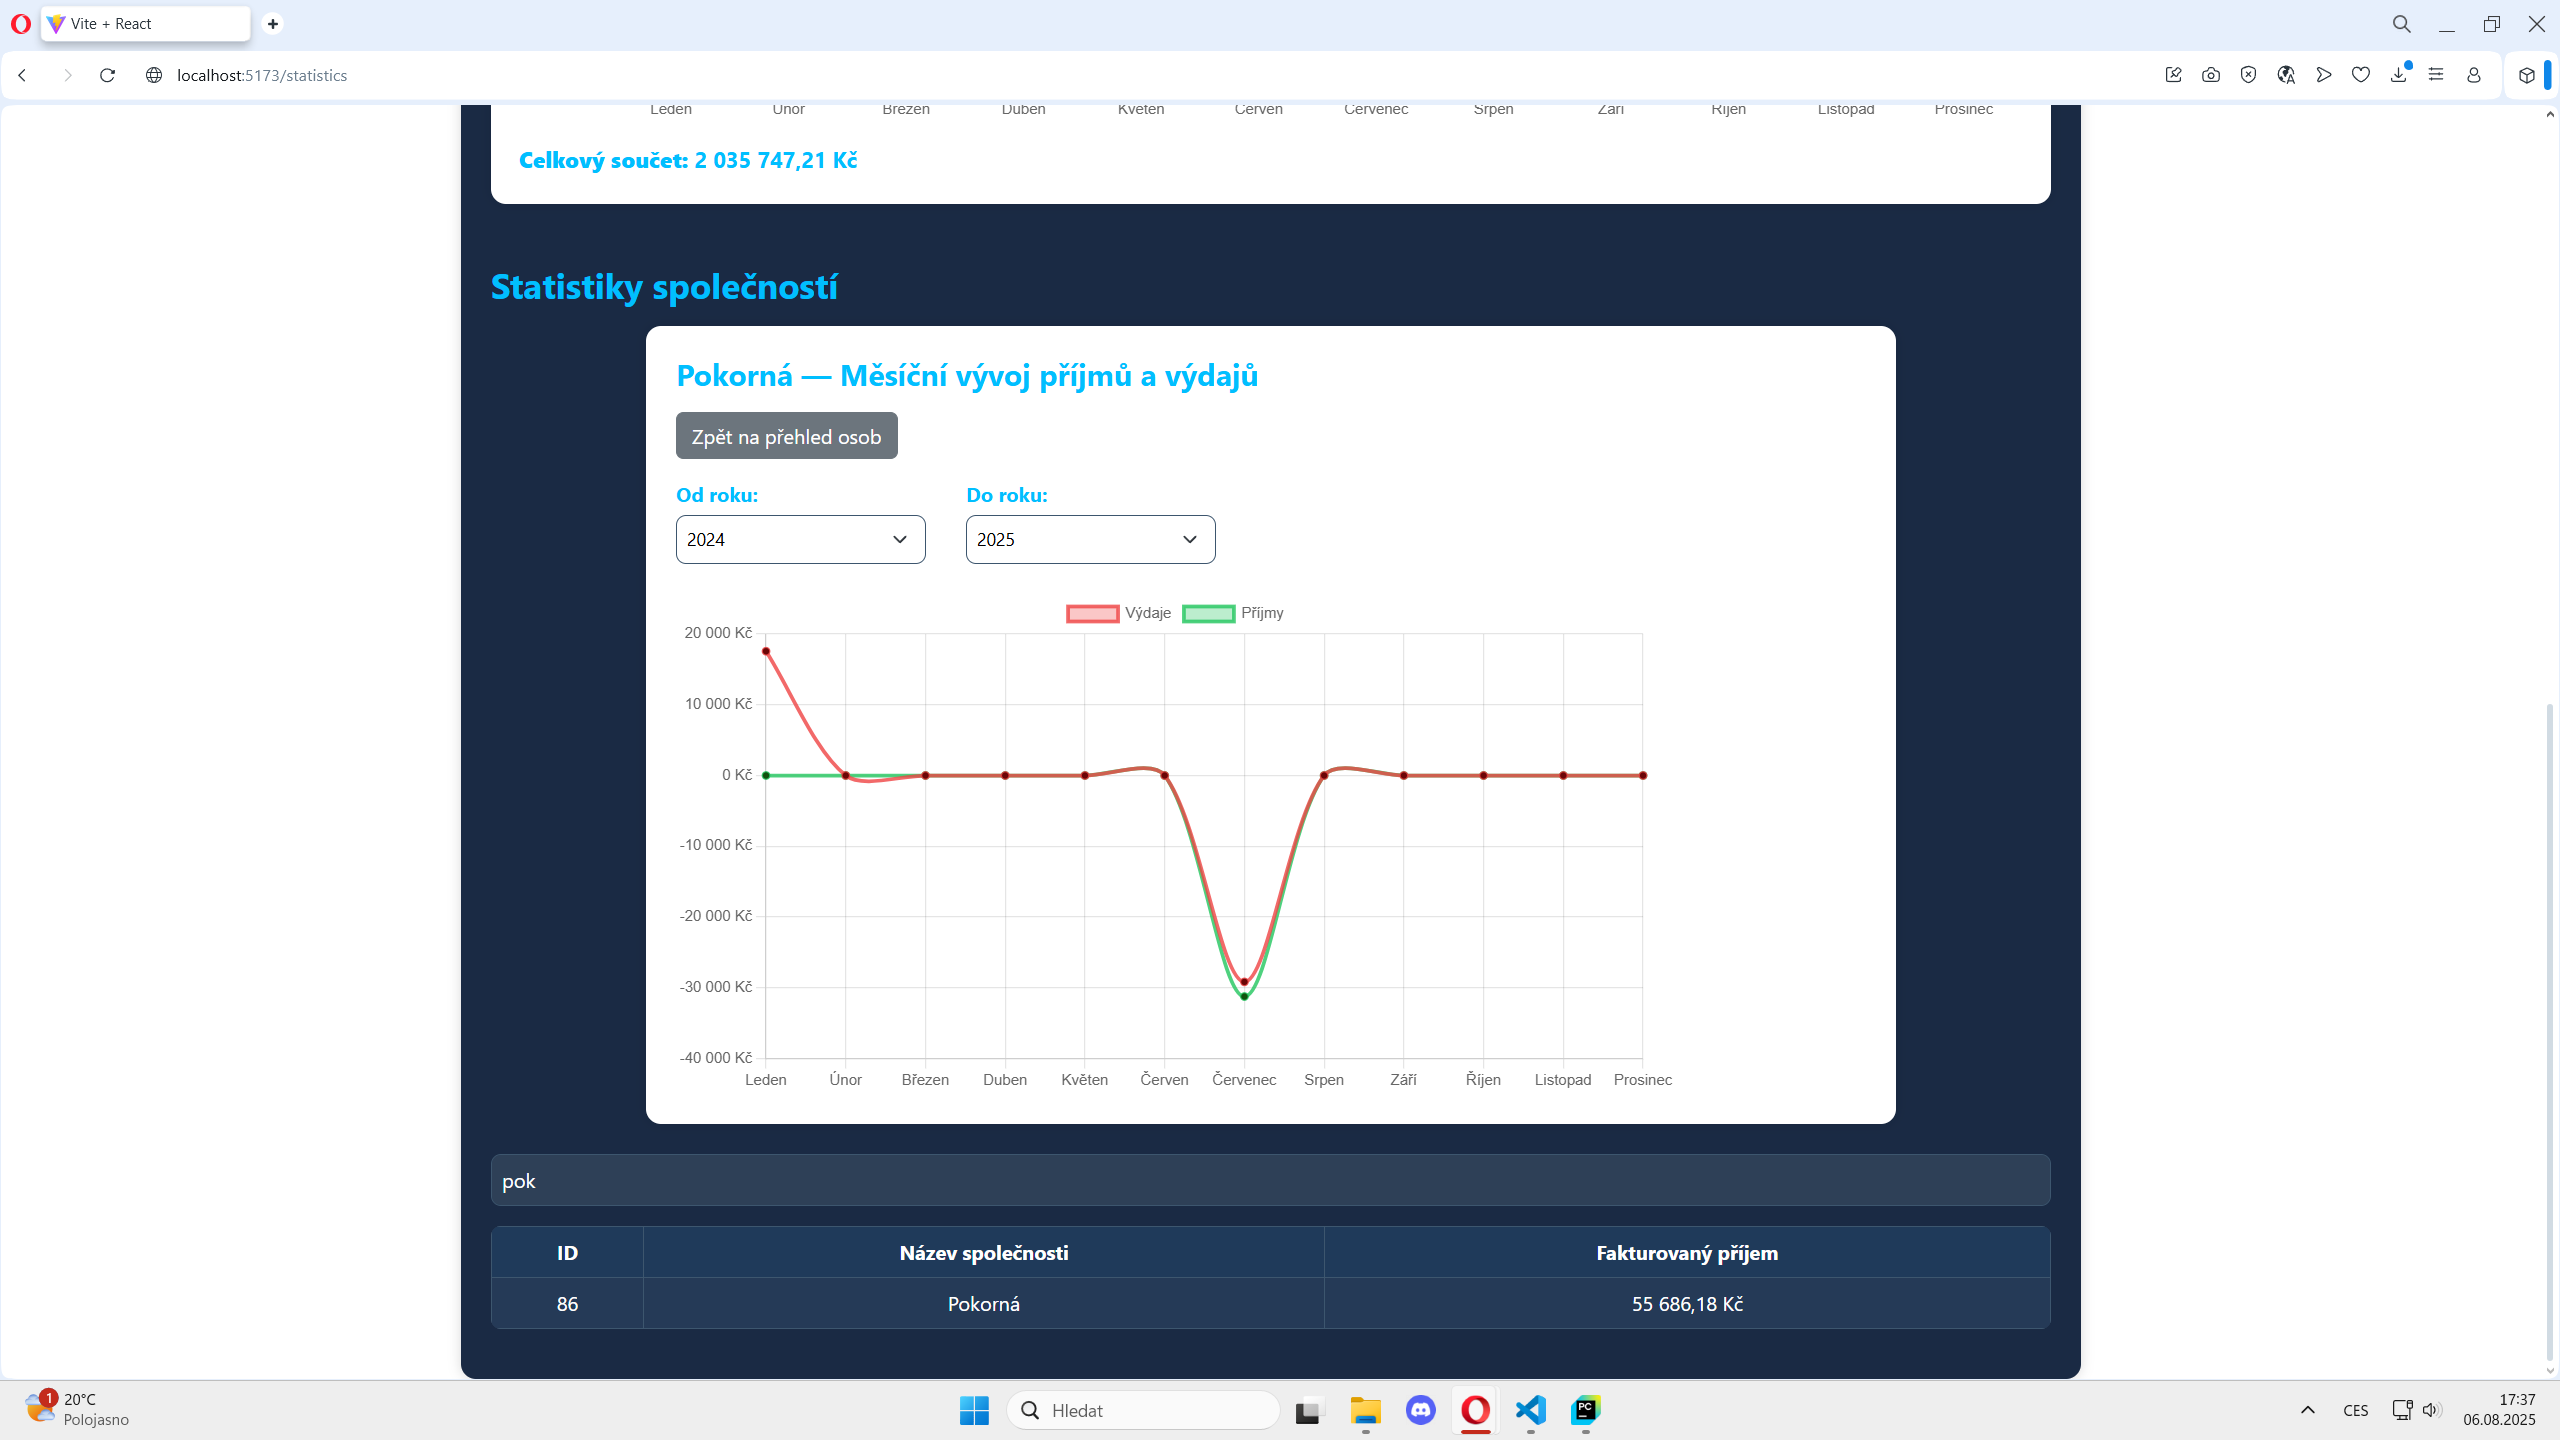 Vite + React
localhost:5173/statistics
Leden Únor Březen Duben Květen Červen Červenec Srpen Září Říjen Listopad Prosinec
Celkový součet: 2 035 747,21 Kč
Statistiky společností
Pokorná — Měsíční vývoj příjmů a výdajů
Zpět na přehled osob
Od roku: Do roku:
2024 2025
Výdaje Příjmy
20 000 Kč
10 000 Kč
0 Kč
-10 000 Kč
-20 000 Kč
-30 000 Kč
-40 000 Kč
Leden Únor Březen Duben Květen Červen Červenec Srpen Září Říjen Listopad Prosinec
pok
ID Název společnosti Fakturovaný příjem
86 Pokorná 55 686,18 Kč
1 20°C
Polojasno
Hledat
PC
CES
17:37
06.08.2025